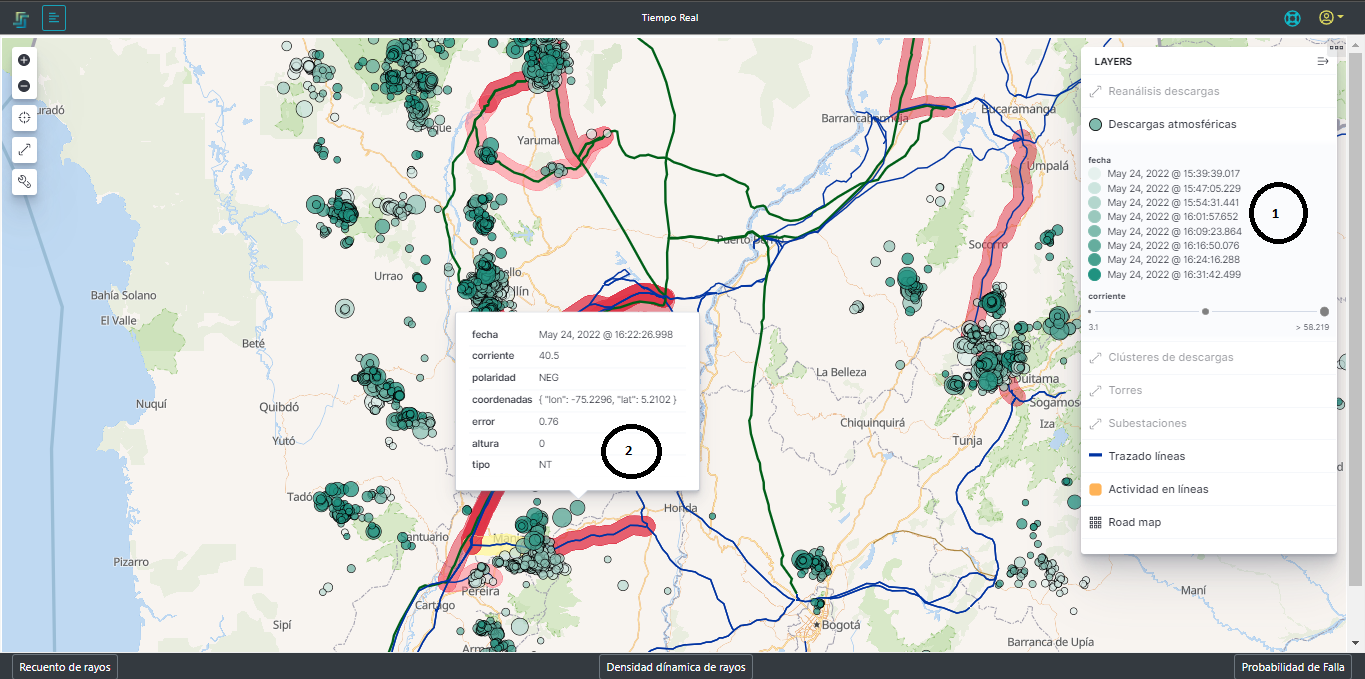 Tiempo Real
LAYERS
Reanálisis descargas
Descargas atmosféricas
fecha
May 24, 2022 @ 15:39:39.017
May 24, 2022 @ 15:47:05.229
May 24, 2022 @ 15:54:31.441
May 24, 2022 @ 16:01:57.652
May 24, 2022 @ 16:09:23.864
May 24, 2022 @ 16:16:50.076
May 24, 2022 @ 16:24:16.288
May 24, 2022 @ 16:31:42.499
1
corriente
3.1
> 58.219
Clústeres de descargas
Torres
Subestaciones
Trazado líneas
Actividad en líneas
Road map
fecha May 24, 2022 @ 16:22:26.998
corriente 40.5
polaridad NEG
coordenadas { "lon": -75.2296, "lat": 5.2102 }
error 0.76
altura 0
tipo NT
2
uradó
Yarumal
Barrancabermeja
Bucaramanga
Umpalá
Socorro
Urrao
Bahía Solano
El Valle
Beté
La Belleza
Nuquí
Quibdó
Chiquinquirá
Duitama
Sogamoso
Iza
Yutó
Tunja
Tadó
Honda
antuario
Pizarro
Pereira
Cartago
Maní
Sipí
Bogotá
Barranca de Upía
Recuento de rayos
Densidad dínamica de rayos
Probabilidad de Falla